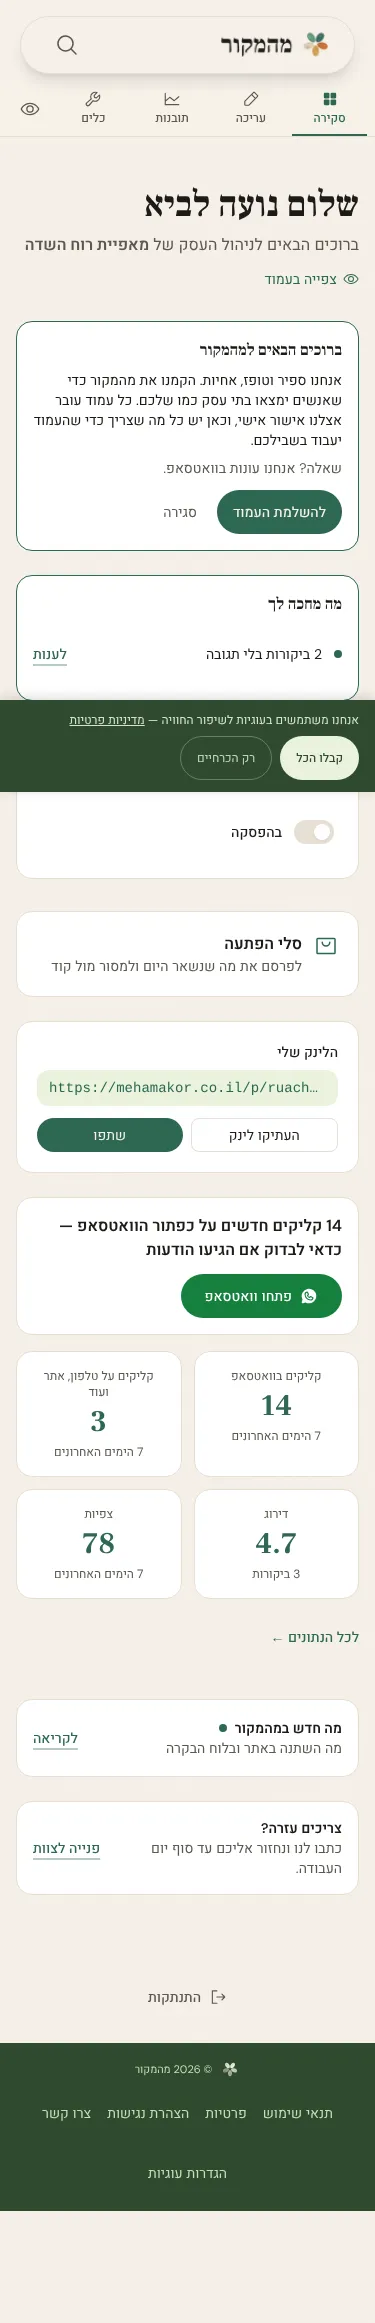 מהמקור
סקירה
עריכה
תובנות
כלים
שלום נועה לביא
ברוכים הבאים לניהול העסק של מאפיית רוח השדה
צפייה בעמוד
ברוכים הבאים למהמקור
אנחנו ספיר וטופז, אחיות. הקמנו את מהמקור כדי
שאנשים ימצאו בתי עסק כמו שלכם. כל עמוד עובר
אצלנו אישור אישי, וכאן יש כל מה שצריך כדי שהעמוד
יעבוד בשבילכם.
שאלה? אנחנו עונות בוואטסאפ.
להשלמת העמוד
סגירה
מה מחכה לך
2 ביקורות בלי תגובה
לענות
אנחנו משתמשים בעוגיות לשיפור החוויה — מדיניות פרטיות
קבלו הכל
רק הכרחיים
בהפסקה
סלי הפתעה
לפרסם את מה שנשאר היום ולמסור מול קוד
הלינק שלי
https://mehamakor.co.il/p/ruach…
העתיקו לינק
שתפו
14 קליקים חדשים על כפתור הוואטסאפ —
כדאי לבדוק אם הגיעו הודעות
פתחו וואטסאפ
קליקים בוואטסאפ
14
7 הימים האחרונים
קליקים על טלפון, אתר
ועוד
3
7 הימים האחרונים
דירוג
4.7
3 ביקורות
צפיות
78
7 הימים האחרונים
לכל הנתונים ←
מה חדש במהמקור
מה השתנה באתר ובלוח הבקרה
לקריאה
צריכים עזרה?
כתבו לנו ונחזור אליכם עד סוף יום
העבודה.
פנייה לצוות
התנתקות
© 2026 מהמקור
תנאי שימוש
פרטיות
הצהרת נגישות
צרו קשר
הגדרות עוגיות